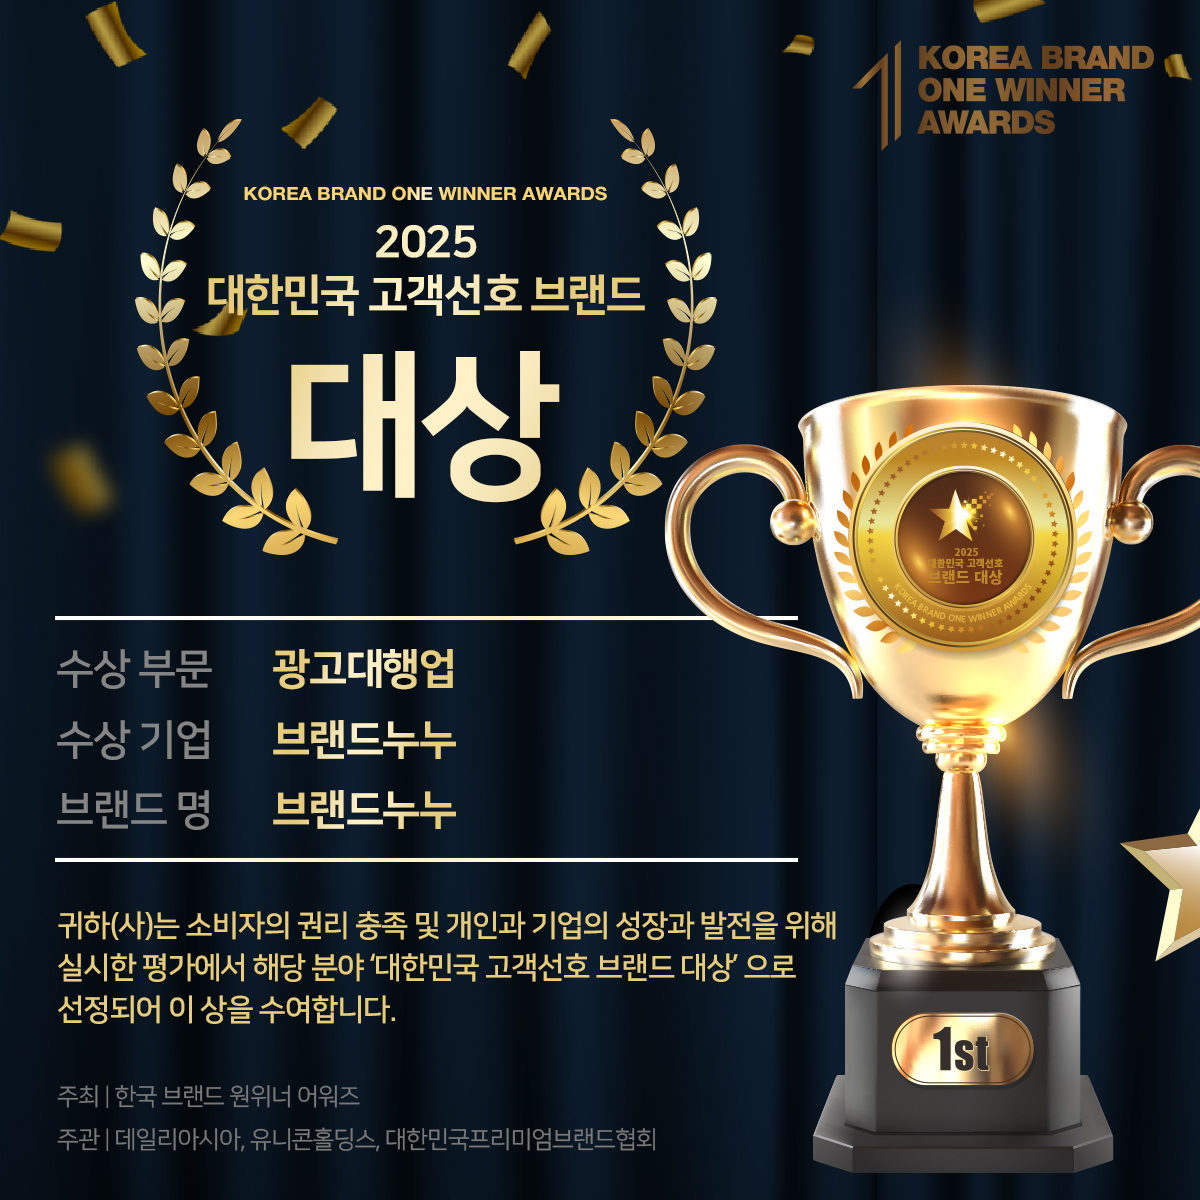 KOREA BRAND
ONE WINNER
AWARDS
KOREA BRAND ONE WINNER AWARDS
2025
대한민국 고객선호 브랜드
대상
2025
대한민국 고객선호
브랜드 대상
KOREA BRAND ONE WINNER AWARDS
수상 부문 광고대행업
수상 기업 브랜드누누
브랜드 명 브랜드누누
귀하(사)는 소비자의 권리 충족 및 개인과 기업의 성장과 발전을 위해
실시한 평가에서 해당 분야 ‘대한민국 고객선호 브랜드 대상’ 으로
선정되어 이 상을 수여합니다.
1st
주최 | 한국 브랜드 원위너 어워즈
주관 | 데일리아시아, 유니콘홀딩스, 대한민국프리미엄브랜드협회